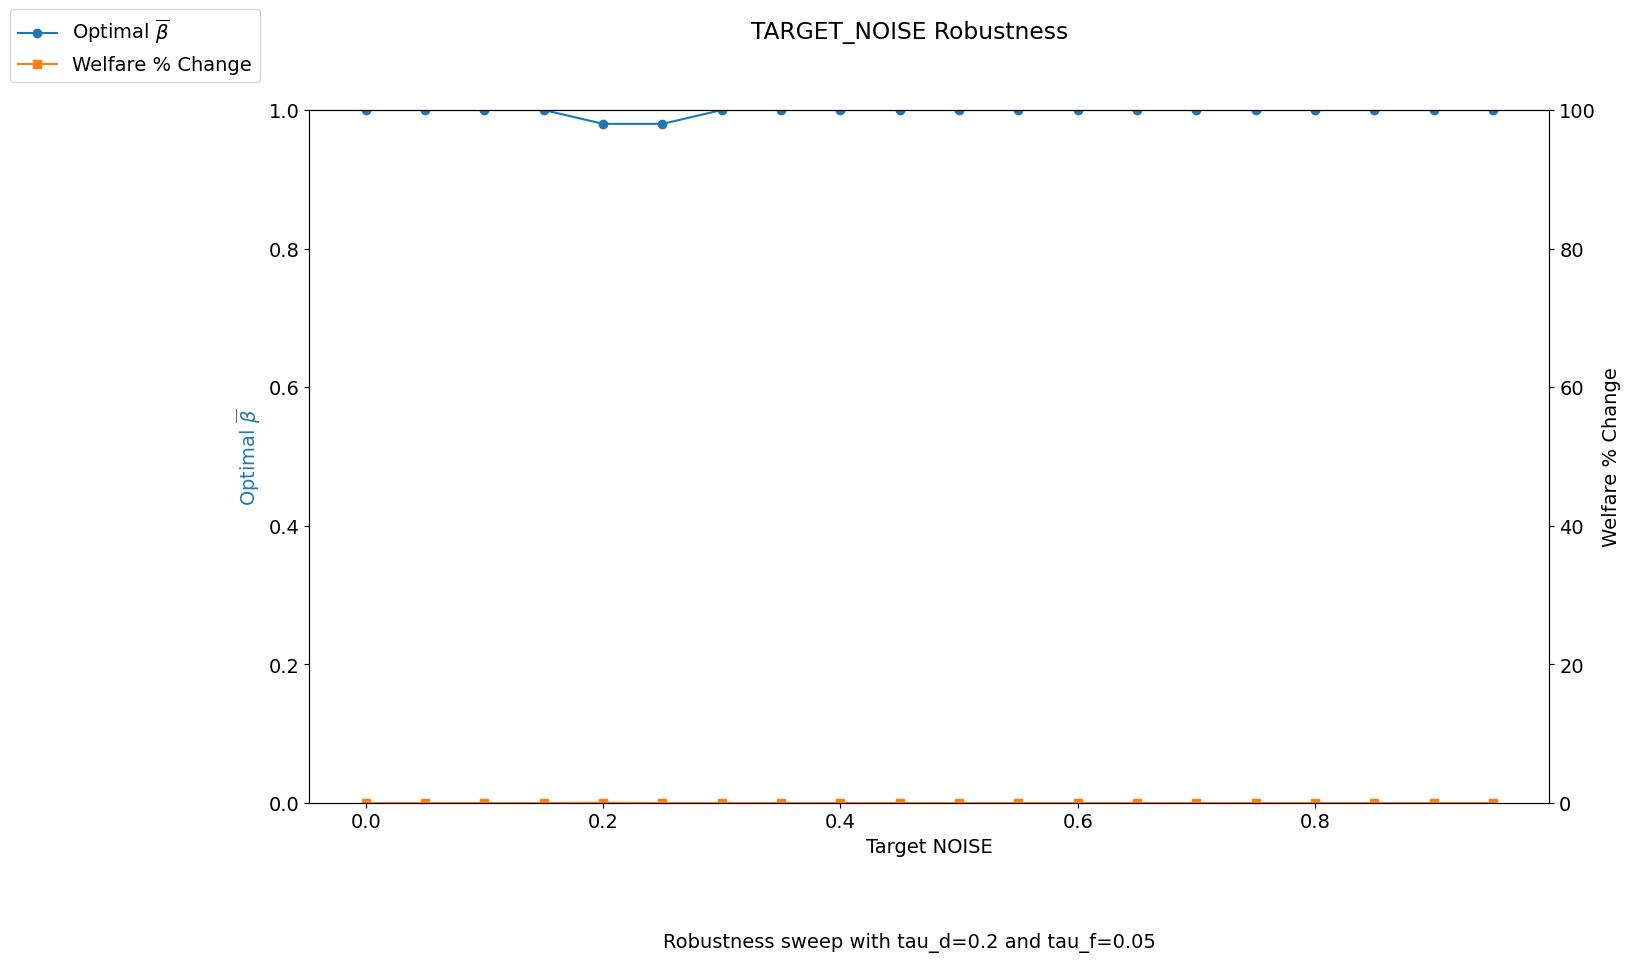 Optimal β̅
Welfare % Change
TARGET_NOISE Robustness
1.0
0.8
0.6
0.4
0.2
0.0
Optimal β̅
100
80
60
40
20
0
Welfare % Change
0.0 0.2 0.4 0.6 0.8
Target NOISE
Robustness sweep with tau_d=0.2 and tau_f=0.05